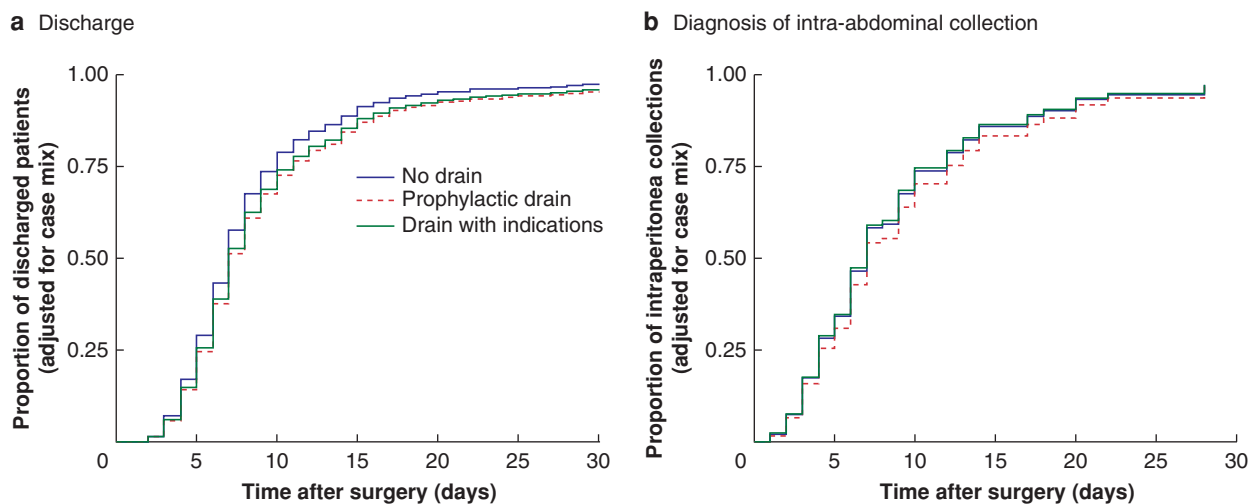 a Discharge
Proportion of discharged patients
(adjusted for case mix)
1.00
0.75
0.50
0.25
0
5
10
15
20
25
30
No drain
Prophylactic drain
Drain with indications
Time after surgery (days)
b Diagnosis of intra-abdominal collection
Proportion of intraperitonea collections
(adjusted for case mix)
1.00
0.75
0.50
0.25
0
5
10
15
20
25
30
Time after surgery (days)